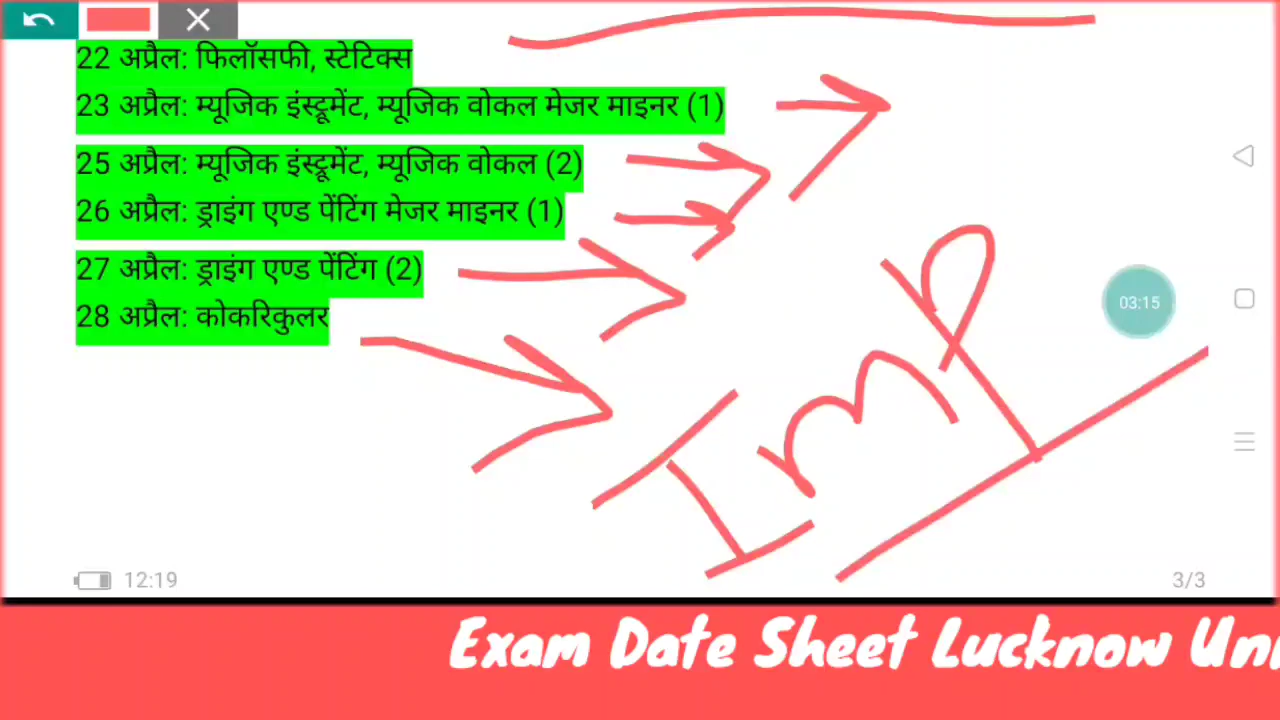 22 अप्रैल: फिलॉसफी, स्टेटिक्स
23 अप्रैल: म्यूजिक इंस्ट्रूमेंट, म्यूजिक वोकल मेजर माइनर (1)
25 अप्रैल: म्यूजिक इंस्ट्रूमेंट, म्यूजिक वोकल (2)
26 अप्रैल: ड्राइंग एण्ड पेंटिंग मेजर माइनर (1)
27 अप्रैल: ड्राइंग एण्ड पेंटिंग (2)
28 अप्रैल: कोकरिकुलर
03:15
Imp
12:19
3/3
Exam Date Sheet Lucknow Uni